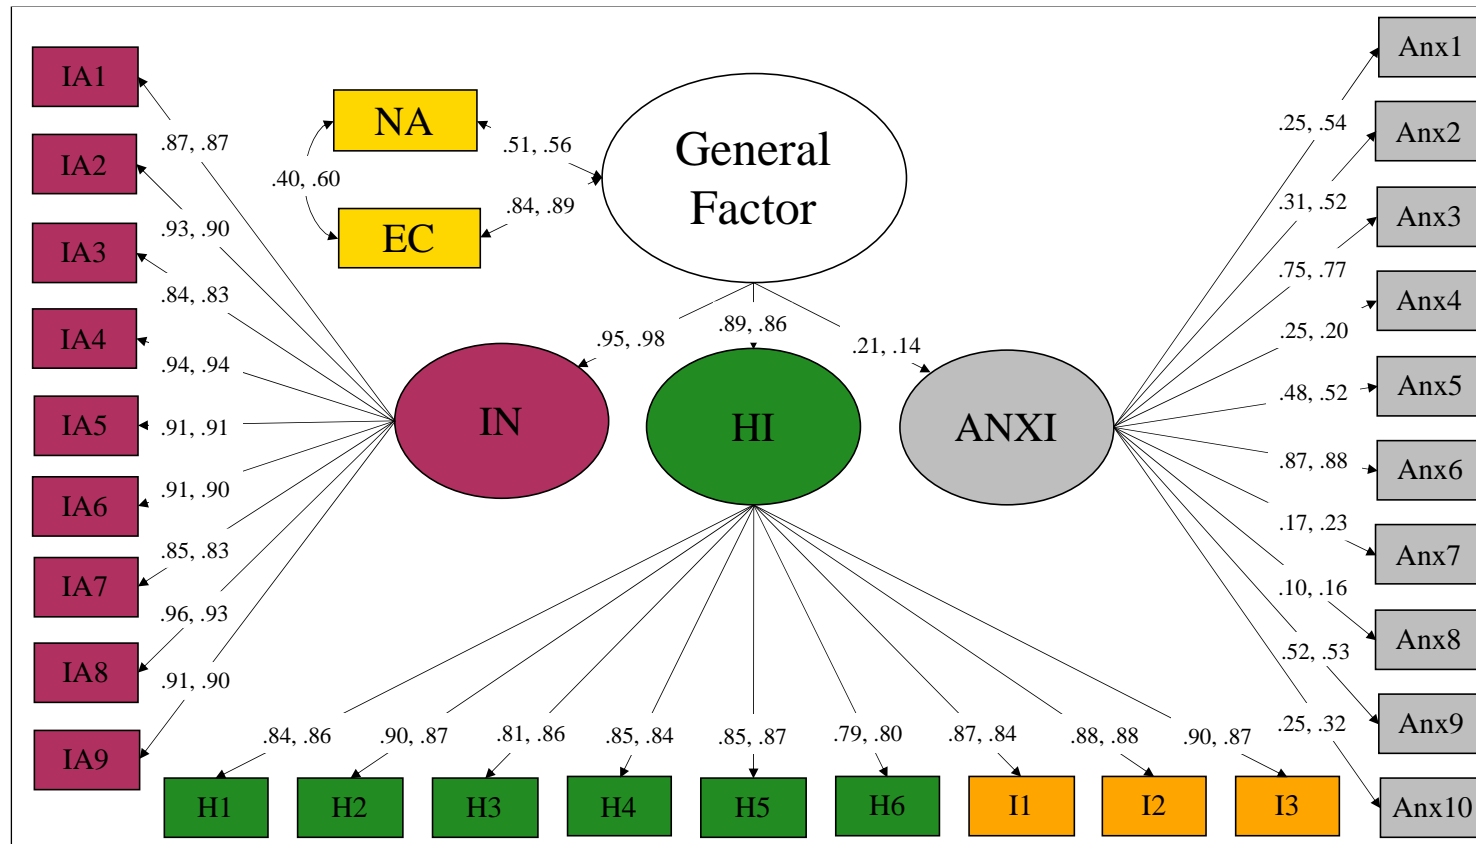 IA1
IA2
IA3
IA4
IA5
IA6
IA7
IA8
IA9
.87, .87
.93, .90
.84, .83
.94, .94
.91, .91
.91, .90
.85, .83
.96, .93
.91, .90
NA
EC
.40, .60
.51, .56
.84, .89
General
Factor
.95, .98
.89, .86
.21, .14
IN
HI
ANXI
.84, .86
.90, .87
.81, .86
.85, .84
.85, .87
.79, .80
.87, .84
.88, .88
.90, .87
H1
H2
H3
H4
H5
H6
I1
I2
I3
.25, .54
.31, .52
.75, .77
.25, .20
.48, .52
.87, .88
.17, .23
.10, .16
.52, .53
.25, .32
Anx1
Anx2
Anx3
Anx4
Anx5
Anx6
Anx7
Anx8
Anx9
Anx10